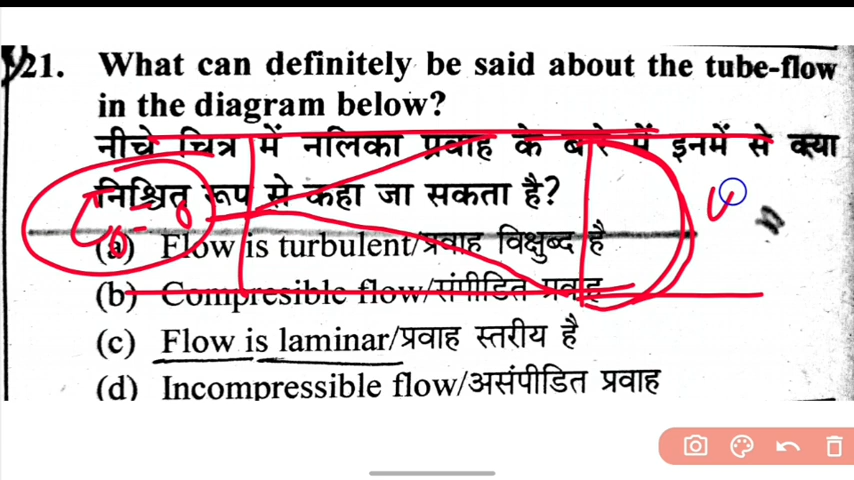 21. What can definitely be said about the tube-flow
in the diagram below?
नीचे चित्र में नलिका प्रवाह के बारे में इनमें से क्या
निश्चित रूप से कहा जा सकता है?
(a) Flow is turbulent/प्रवाह विक्षुब्द है
(b) Compresible flow/संपीडित प्रवाह
(c) Flow is laminar/प्रवाह स्तरीय है
(d) Incompressible flow/असंपीडित प्रवाह